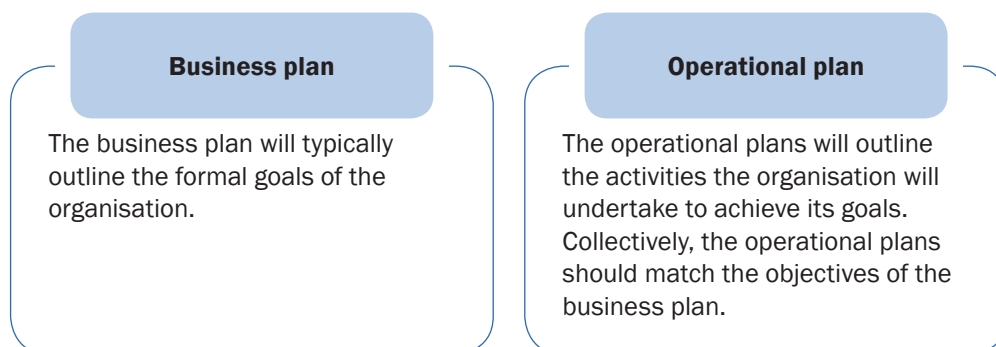 Business plan
The business plan will typically
outline the formal goals of the
organisation.
Operational plan
The operational plans will outline
the activities the organisation will
undertake to achieve its goals.
Collectively, the operational plans
should match the objectives of the
business plan.